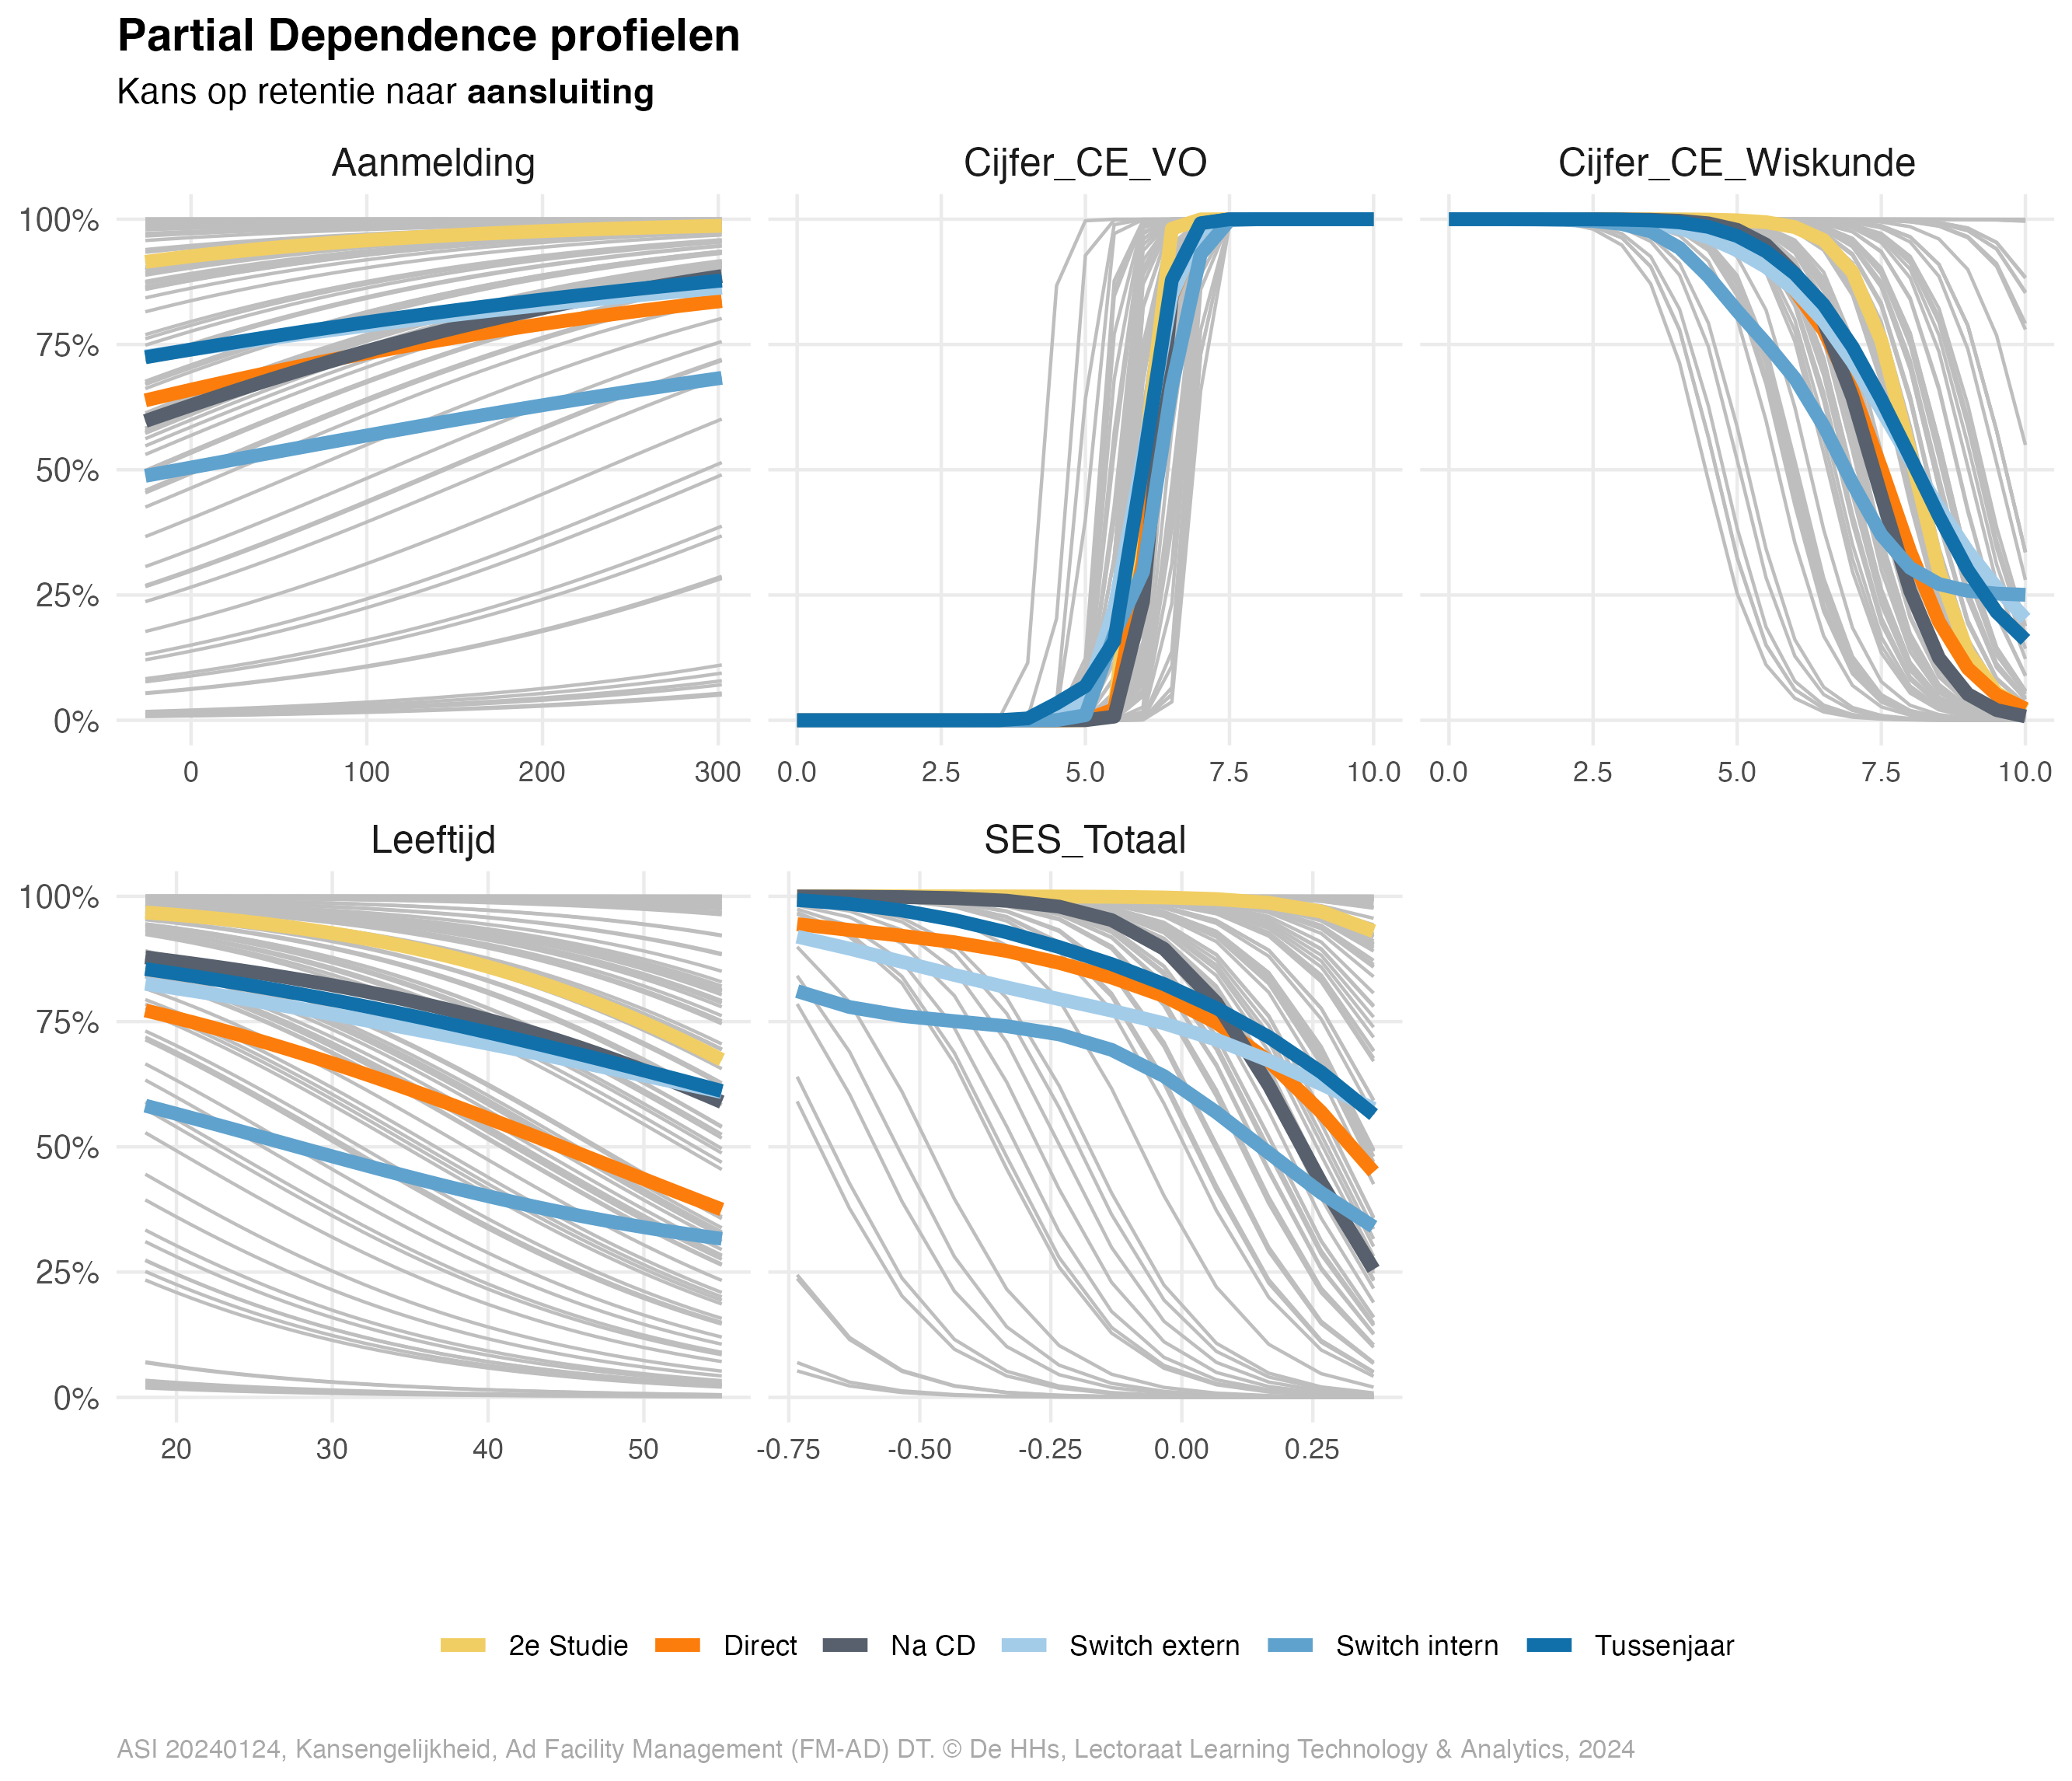 Partial Dependence profielen
Kans op retentie naar aansluiting
Aanmelding
Cijfer_CE_VO
Cijfer_CE_Wiskunde
100%
75%
50%
25%
0%
0 100 200 300
0.0 2.5 5.0 7.5 10.0
0.0 2.5 5.0 7.5 10.0
Leeftijd
SES_Totaal
100%
75%
50%
25%
0%
20 30 40 50
-0.75 -0.50 -0.25 0.00 0.25
2e Studie Direct Na CD Switch extern Switch intern Tussenjaar
ASI 20240124, Kansengelijkheid, Ad Facility Management (FM-AD) DT. © De HHs, Lectoraat Learning Technology & Analytics, 2024